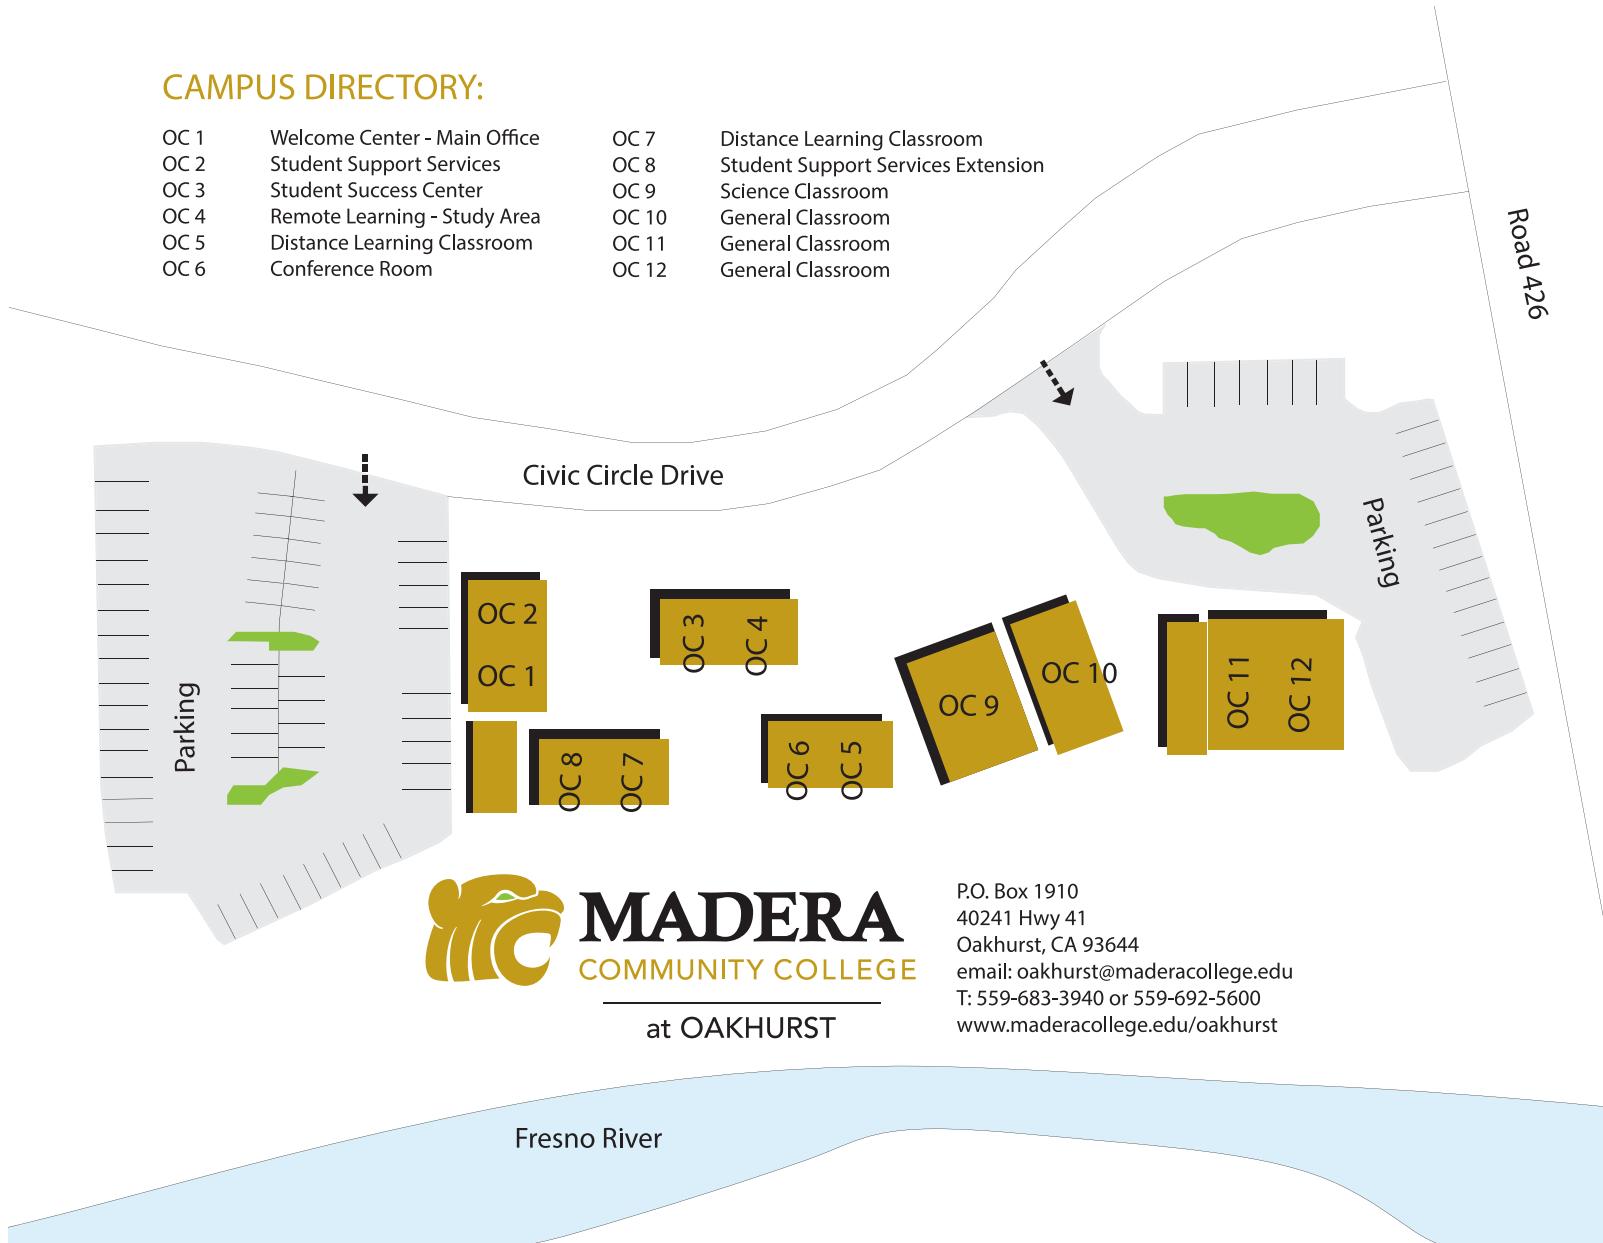 CAMPUS DIRECTORY:
OC 1 Welcome Center - Main Office
OC 2 Student Support Services
OC 3 Student Success Center
OC 4 Remote Learning - Study Area
OC 5 Distance Learning Classroom
OC 6 Conference Room
OC 7 Distance Learning Classroom
OC 8 Student Support Services Extension
OC 9 Science Classroom
OC 10 General Classroom
OC 11 General Classroom
OC 12 General Classroom
Road 426
Civic Circle Drive
Parking
Parking
OC 2
OC 1
OC 3
OC 4
OC 8
OC 7
OC 6
OC 5
OC 9
OC 10
OC 11
OC 12
MADERA
COMMUNITY COLLEGE
at OAKHURST
P.O. Box 1910
40241 Hwy 41
Oakhurst, CA 93644
email: oakhurst@maderacollege.edu
T: 559-683-3940 or 559-692-5600
www.maderacollege.edu/oakhurst
Fresno River